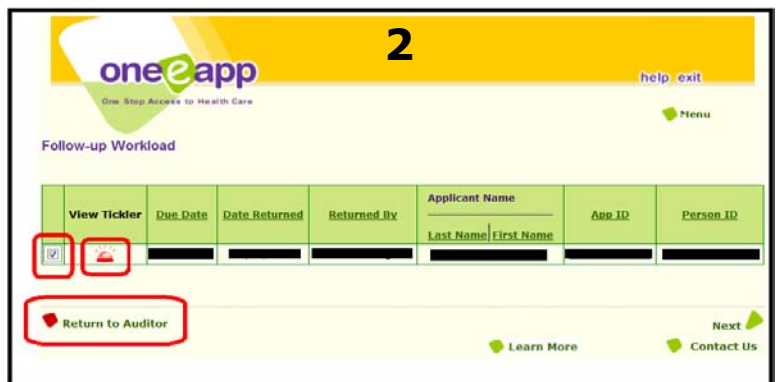 2
one e app
One Stop Access to Health Care
help exit
Menu
Follow-up Workload
View Tickler Due Date Date Returned Returned By Applicant Name App ID Person ID
Last Name First Name
Return to Auditor
Next
Learn More
Contact Us